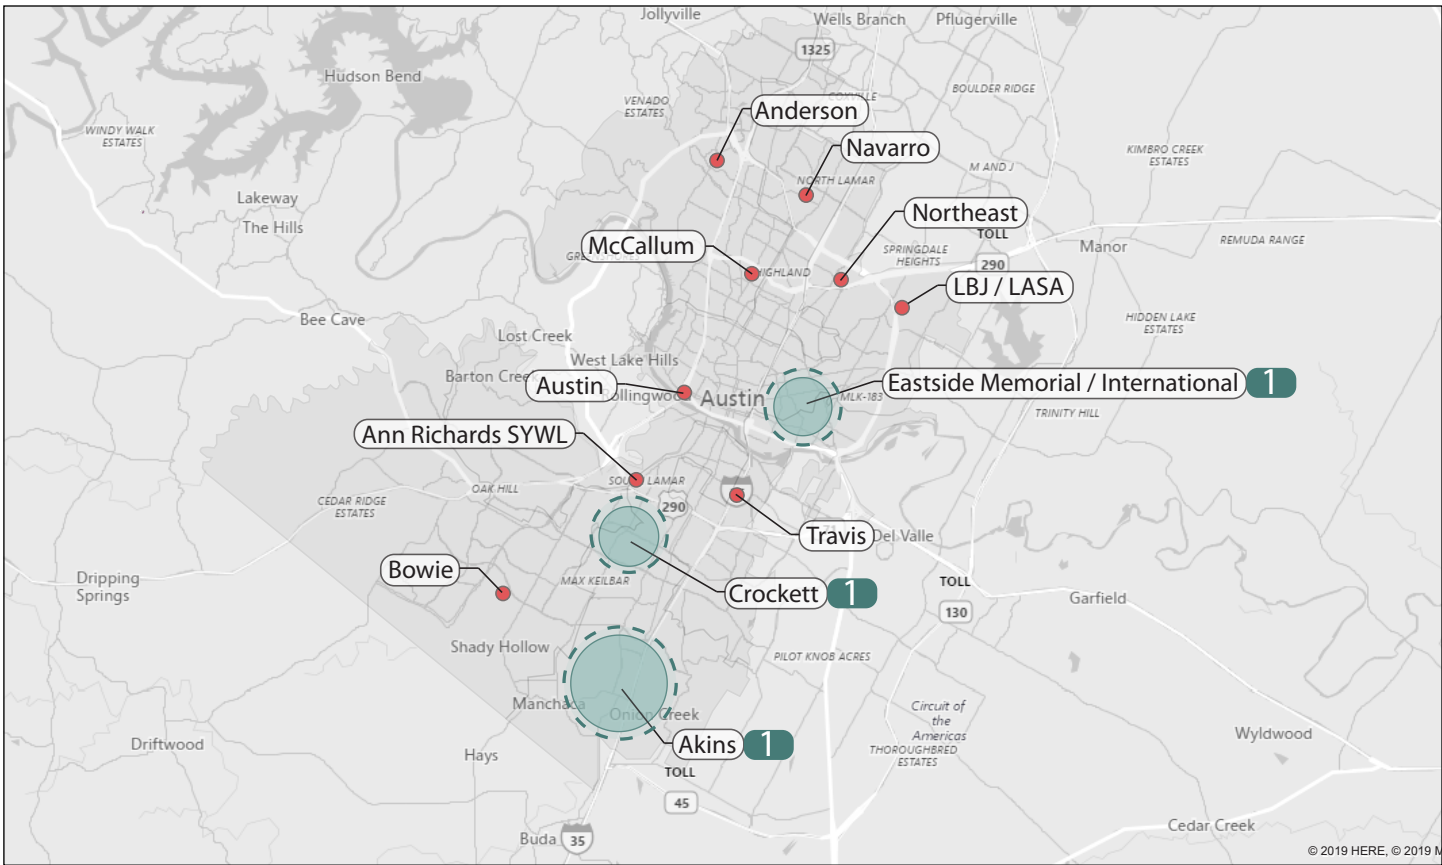 Jollyville
Wells Branch
Pflugerville
1325
Hudson Bend
BOULDER RIDGE
VENADO
ESTATES
COXVILLE
Anderson
WINDY WALK
ESTATES
Navarro
KIMBRO CREEK
ESTATES
M AND J
NORTH LAMAR
Lakeway
The Hills
Northeast
TOLL
290
McCallum
SPRINGDALE
HEIGHTS
Manor
REMUDA RANGE
HIGHLAND
LBJ / LASA
Bee Cave
HIDDEN LAKE
ESTATES
Lost Creek
West Lake Hills
Barton Creek
Austin
Rollingwood
Austin
Eastside Memorial / International 1
MLK-183
TRINITY HILL
Ann Richards SYWL
SOUTH LAMAR
OAK HILL
CEDAR RIDGE
ESTATES
290
Travis
71
Del Valle
Bowie
MAX KEILBAR
Crockett 1
Dripping
Springs
TOLL
130
Garfield
Shady Hollow
PILOT KNOB ACRES
Manchaca
Onion Creek
Circuit of
the
Americas
THOROUGHBRED
ESTATES
Akins 1
Driftwood
Hays
Wyldwood
TOLL
45
Buda
35
Cedar Creek
© 2019 HERE, © 2019 M